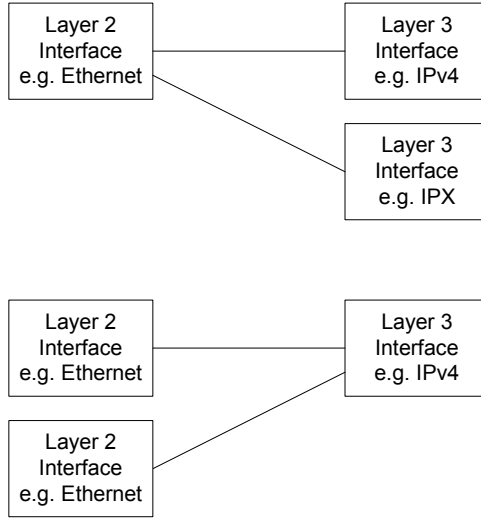 Layer 2
Interface
e.g. Ethernet
Layer 3
Interface
e.g. IPv4
Layer 3
Interface
e.g. IPX
Layer 2
Interface
e.g. Ethernet
Layer 3
Interface
e.g. IPv4
Layer 2
Interface
e.g. Ethernet